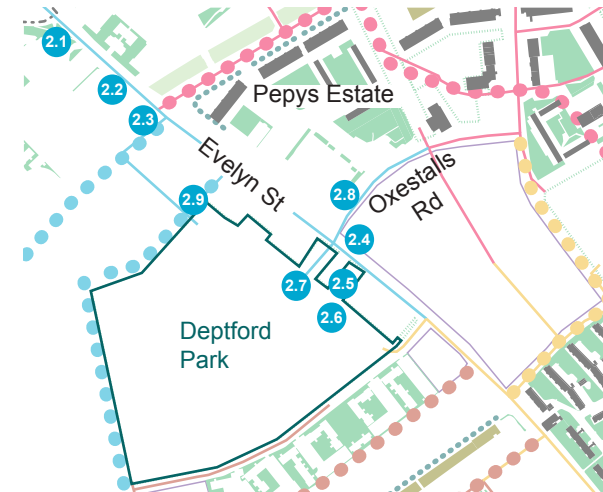 2.1
2.2
2.3
Pepys Estate
Evelyn St
2.8
Oxestalls
Rd
2.9
2.4
2.7
2.5
2.6
Deptford
Park